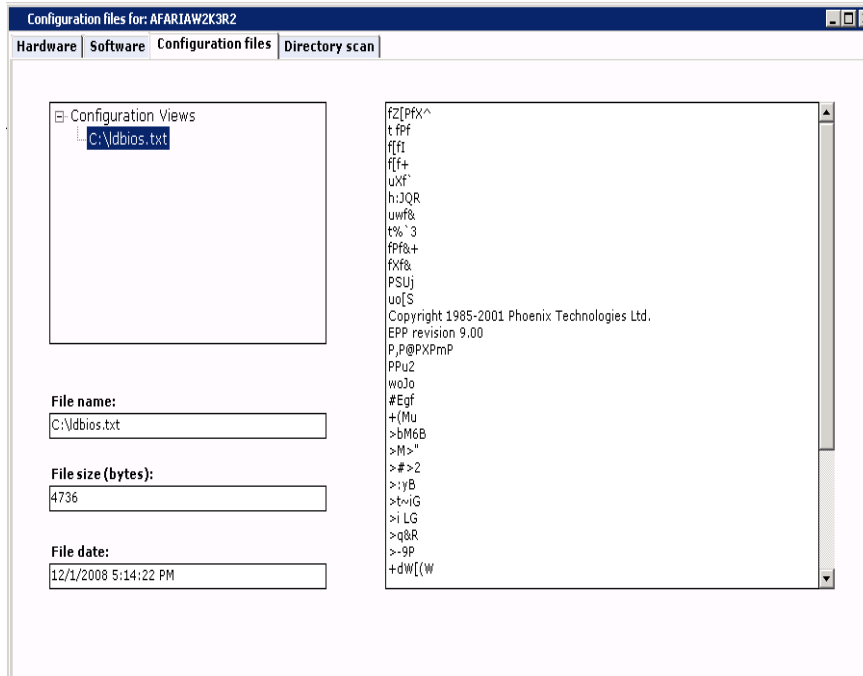 Configuration files for: AFARIAW2K3R2
Hardware Software Configuration files Directory scan
Configuration Views
C:\ldbios.txt
File name:
C:\ldbios.txt
File size (bytes):
4736
File date:
12/1/2008 5:14:22 PM
fZ[PfX^
t fPf
f[fI
f[f+
uXf`
h:JQR
uwf&
t%`3
fPf&+
fXf&
PSUj
uo[S
Copyright 1985-2001 Phoenix Technologies Ltd.
EPP revision 9.00
P,P@PXPmP
PPu2
woJo
#Egf
+(Mu
>bM6B
>M>"
>#>2
>:yB
>t~iG
>i LG
>q&R
>-9P
+dW[(W